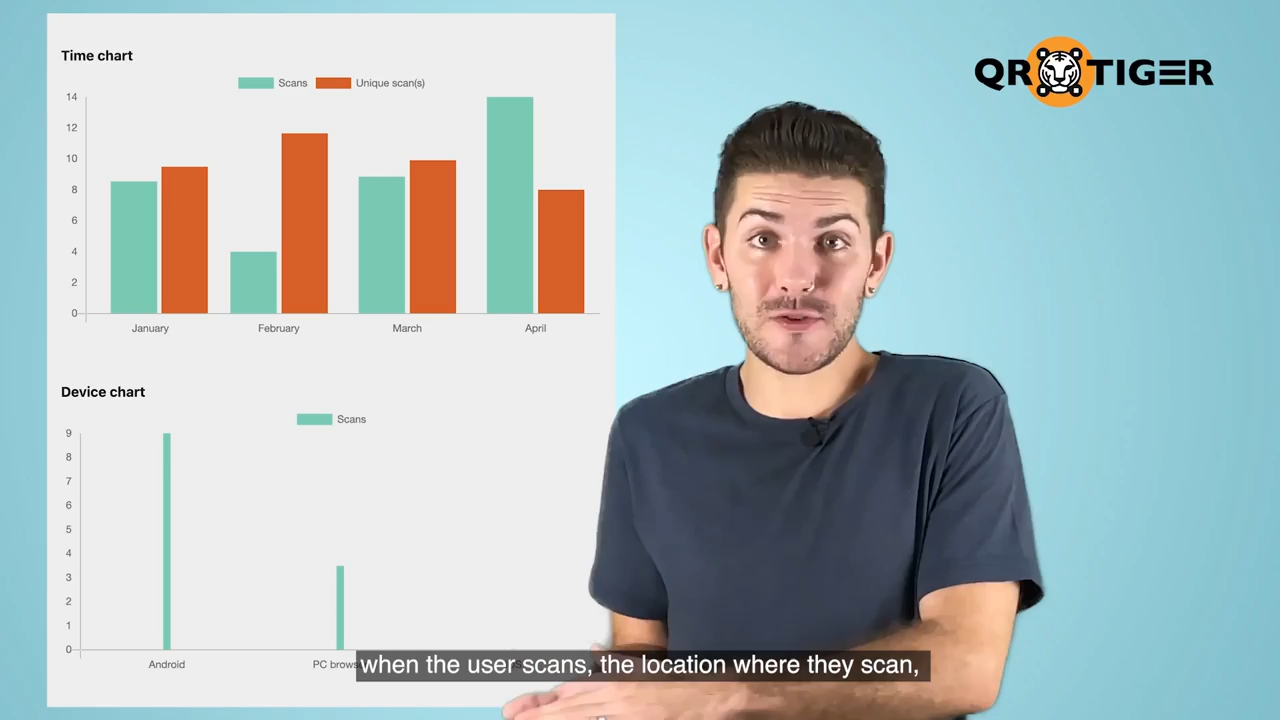 QR TIGER
Time chart
Scans
Unique scan(s)
14
12
10
8
6
4
2
0
January
February
March
April
Device chart
Scans
9
8
7
6
5
4
3
2
1
0
Android
PC brows
when the user scans, the location where they scan,